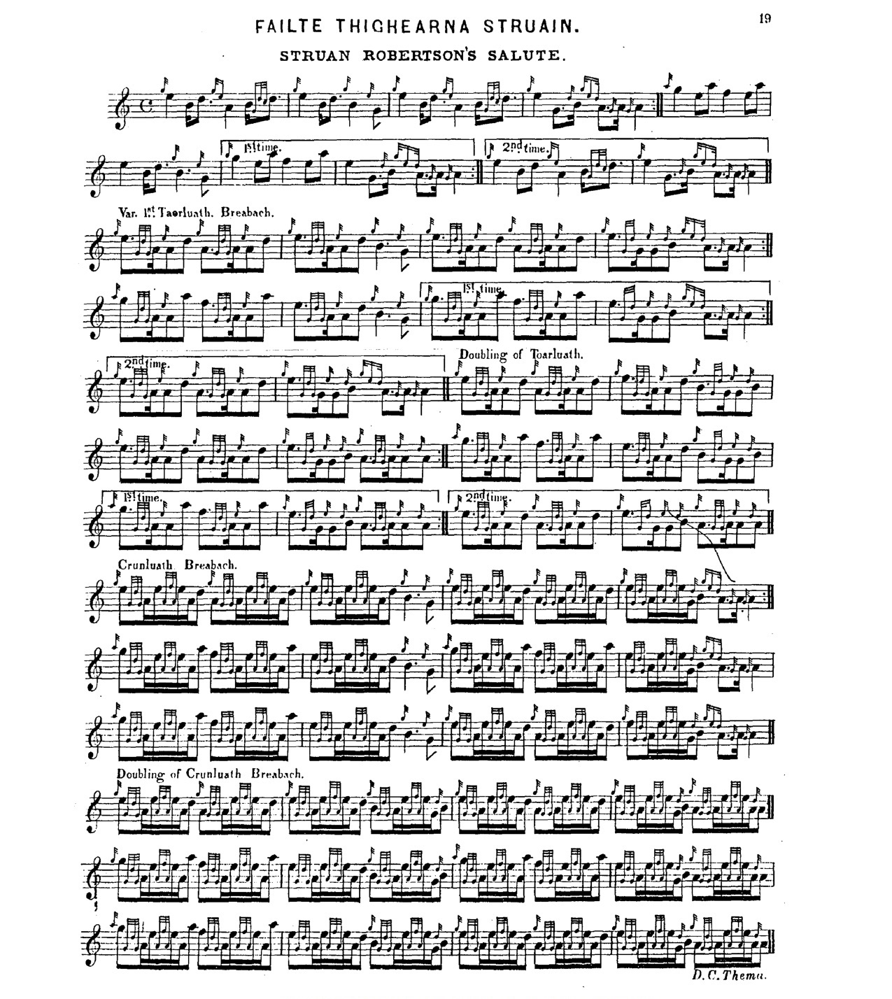 19
FAILTE THIGHEARNA STRUAIN.
STRUAN ROBERTSON'S SALUTE.
1st time. 2nd time.
Var. 1st. Taorluath. Breabach.
1st time.
2nd time. Doubling of Toarluath.
1st time. 2nd time.
Crunluath Breabach.
Doubling of Crunluath Breabach.
D.C. Thema.